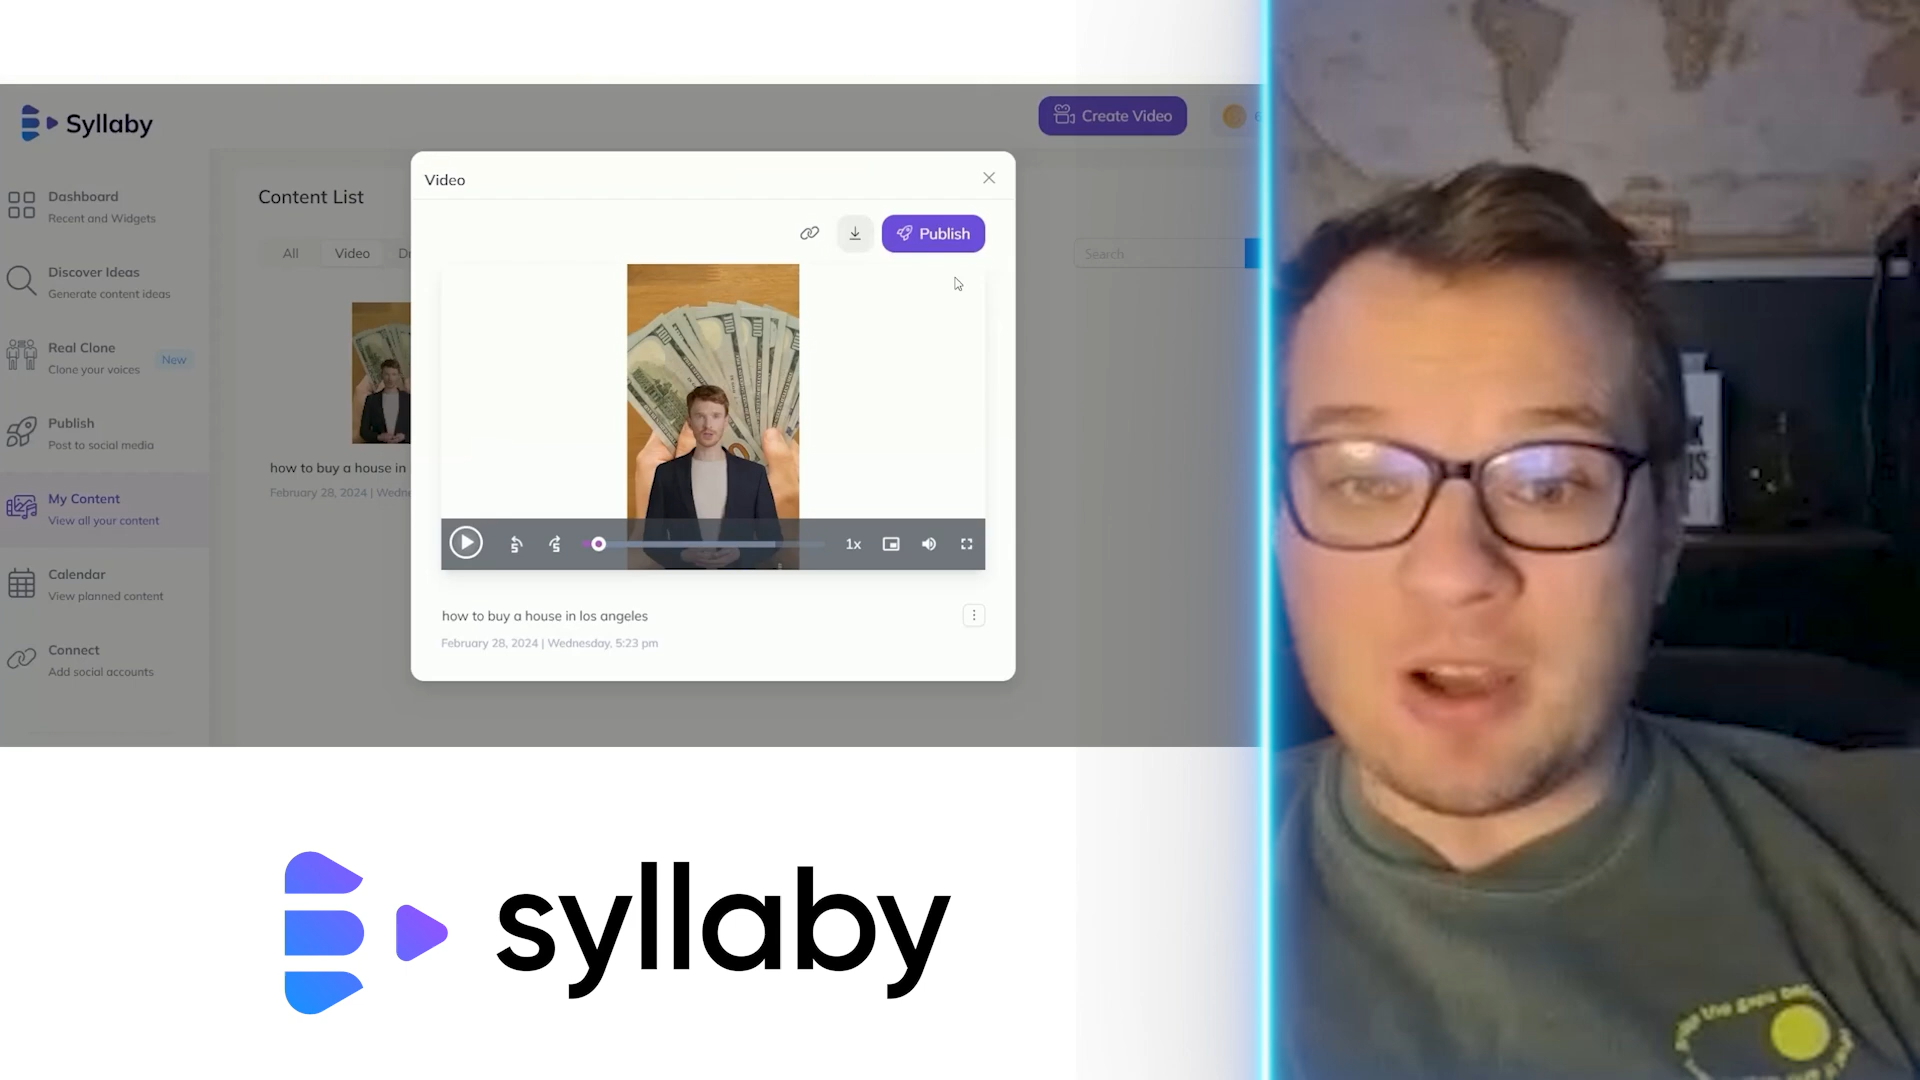 Syllaby
Create Video
Dashboard
Recent and Widgets
Discover Ideas
Generate content ideas
Real Clone
Clone your voices
New
Publish
Post to social media
My Content
View all your content
Calendar
View planned content
Connect
Add social accounts
Content List
All
Video
Search
how to buy a house in
February 28, 2024 |
Video
Publish
5
5
1x
how to buy a house in los angeles
February 28, 2024 | Wednesday, 5:23 pm
syllaby
the